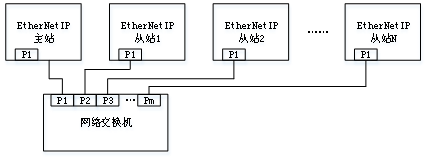 EtherNet IP
主站
P1
EtherNet IP
从站1
P1
EtherNet IP
从站2
P1
……
EtherNet IP
从站N
P1
P1 P2 P3 … Pm
网络交换机